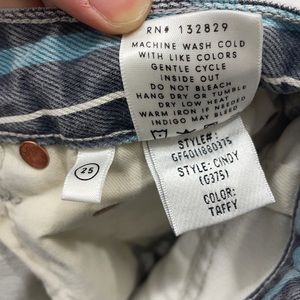 RN# 132829
MACHINE WASH COLD
WITH LIKE COLORS
GENTLE CYCLE
INSIDE OUT
DO NOT BLEACH
HANG DRY OR TUMBLE
DRY LOW HEAT
WARM IRON IF NEEDED
INDIGO MAY BLEED
STYLE#:
GF4011880375
STYLE: CINDY
(G375)
COLOR:
TAFFY
25